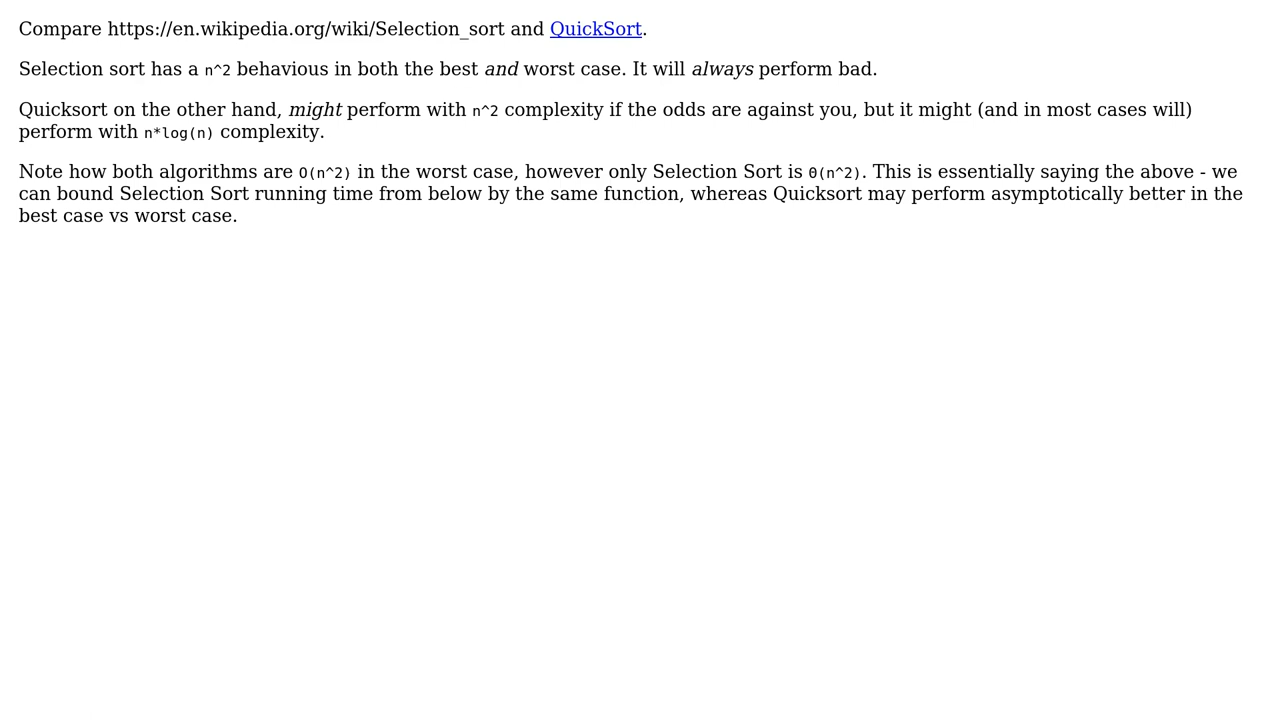 Compare https://en.wikipedia.org/wiki/Selection_sort and QuickSort.
Selection sort has a n^2 behavious in both the best and worst case. It will always perform bad.
Quicksort on the other hand, might perform with n^2 complexity if the odds are against you, but it might (and in most cases will)
perform with n*log(n) complexity.
Note how both algorithms are O(n^2) in the worst case, however only Selection Sort is θ(n^2). This is essentially saying the above - we
can bound Selection Sort running time from below by the same function, whereas Quicksort may perform asymptotically better in the
best case vs worst case.